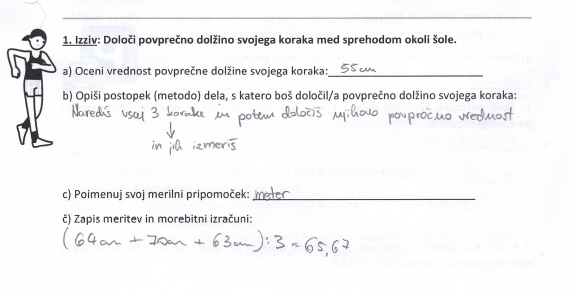 1. Izziv: Določi povprečno dolžino svojega koraka med sprehodom okoli šole.
a) Oceni vrednost povprečne dolžine svojega koraka: 55cm
b) Opiši postopek (metodo) dela, s katero boš določil/a povprečno dolžino svojega koraka:
Narediš vsaj 3 korake in potem določiš njihovo povprečno vrednost
in jih izmeriš
c) Poimenuj svoj merilni pripomoček: meter
č) Zapis meritev in morebitni izračuni:
(64cm + 70cm + 63cm):3 = 65,67